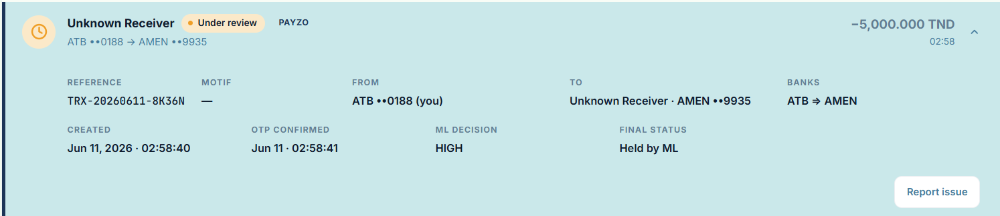 Unknown Receiver Under review PAYZO −5,000.000 TND
ATB ••0188 → AMEN ••9935 02:58
REFERENCE MOTIF FROM TO BANKS
TRX-20260611-8K36N — ATB ••0188 (you) Unknown Receiver · AMEN ••9935 ATB ⇒ AMEN
CREATED OTP CONFIRMED ML DECISION FINAL STATUS
Jun 11, 2026 · 02:58:40 Jun 11 · 02:58:41 HIGH Held by ML
Report issue